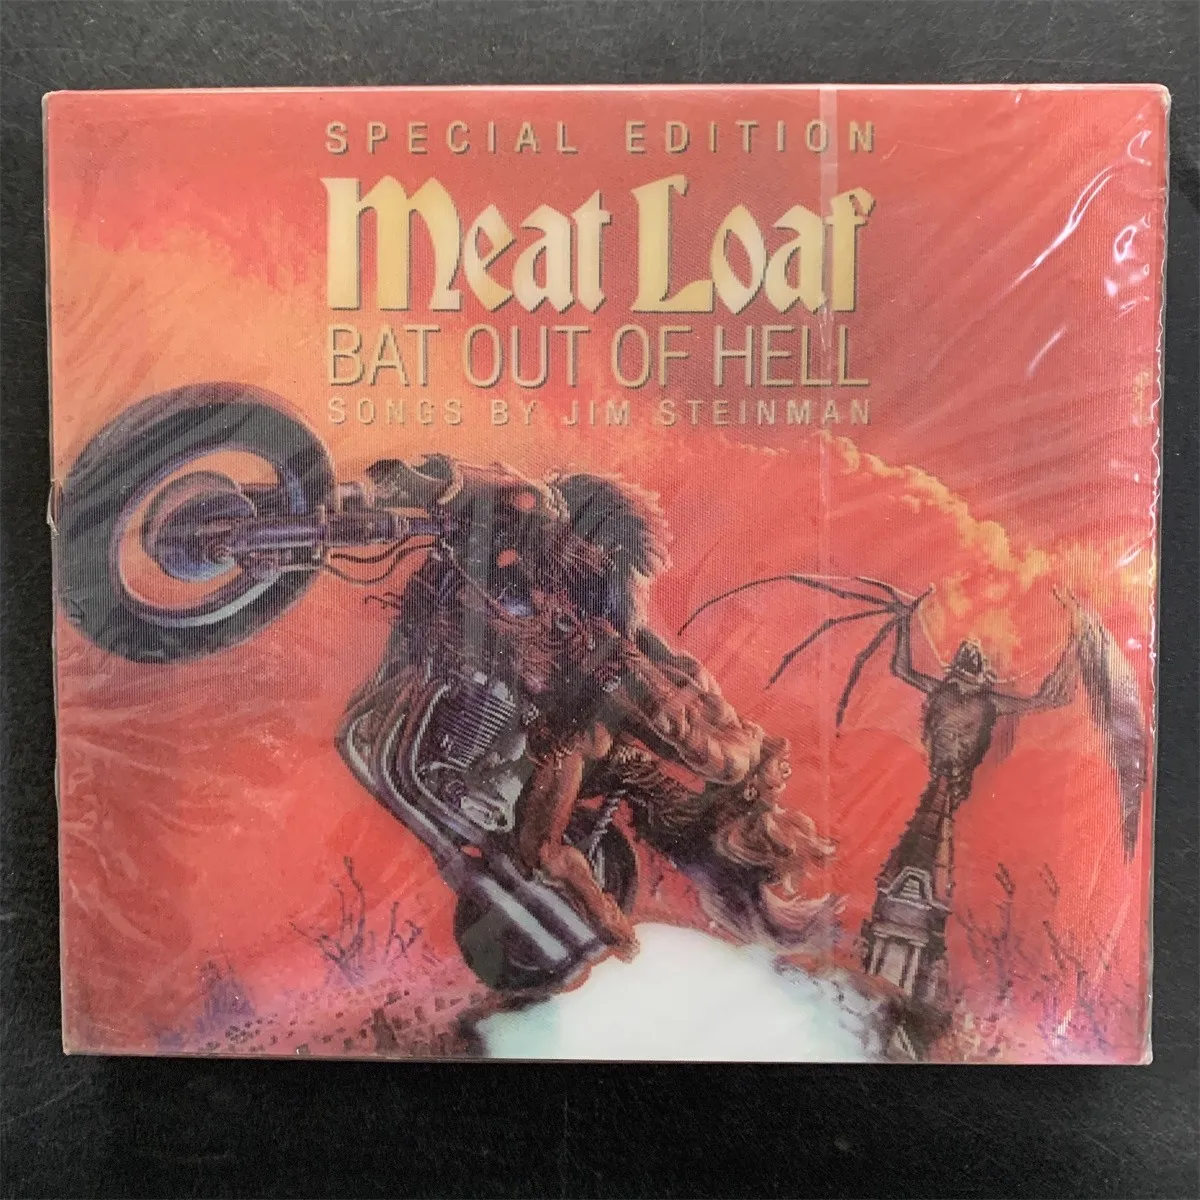 SPECIAL EDITION
Meat Loaf
BAT OUT OF HELL
SONGS BY JIM STEINMAN